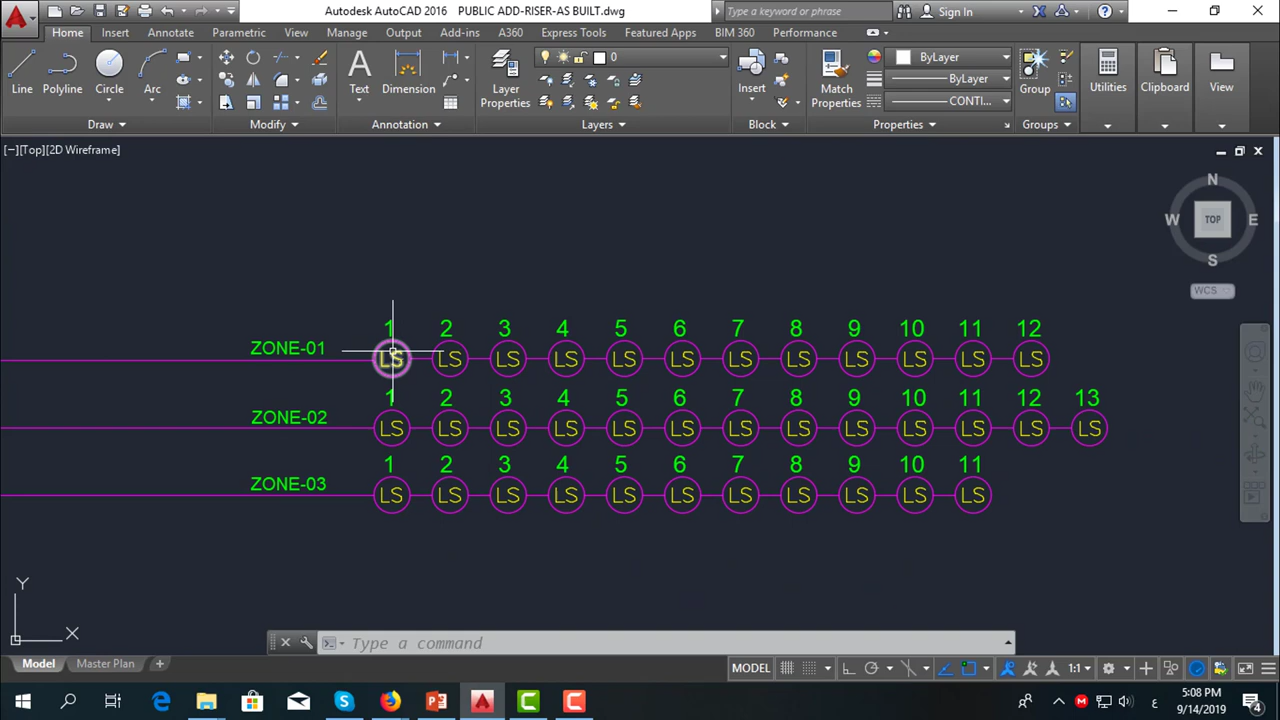 Autodesk AutoCAD 2016 PUBLIC ADD-RISER-AS BUILT.dwg
Type a keyword or phrase
Sign In
Home Insert Annotate Parametric View Manage Output Add-ins A360 Express Tools Featured Apps BIM 360 Performance
Line Polyline Circle Arc
Text Dimension
Layer Properties
0
Insert
Match Properties
ByLayer
ByLayer
CONTI...
Group
Utilities
Clipboard
View
Draw Modify Annotation Layers Block Properties Groups
[−][Top][2D Wireframe]
N
W TOP E
S
WCS
1 2 3 4 5 6 7 8 9 10 11 12
ZONE-01
LS LS LS LS LS LS LS LS LS LS LS LS
1 2 3 4 5 6 7 8 9 10 11 12 13
ZONE-02
LS LS LS LS LS LS LS LS LS LS LS LS LS
1 2 3 4 5 6 7 8 9 10 11
ZONE-03
LS LS LS LS LS LS LS LS LS LS LS
Y
X
Type a command
Model Master Plan +
MODEL
1:1
ع
5:08 PM
9/14/2019
4